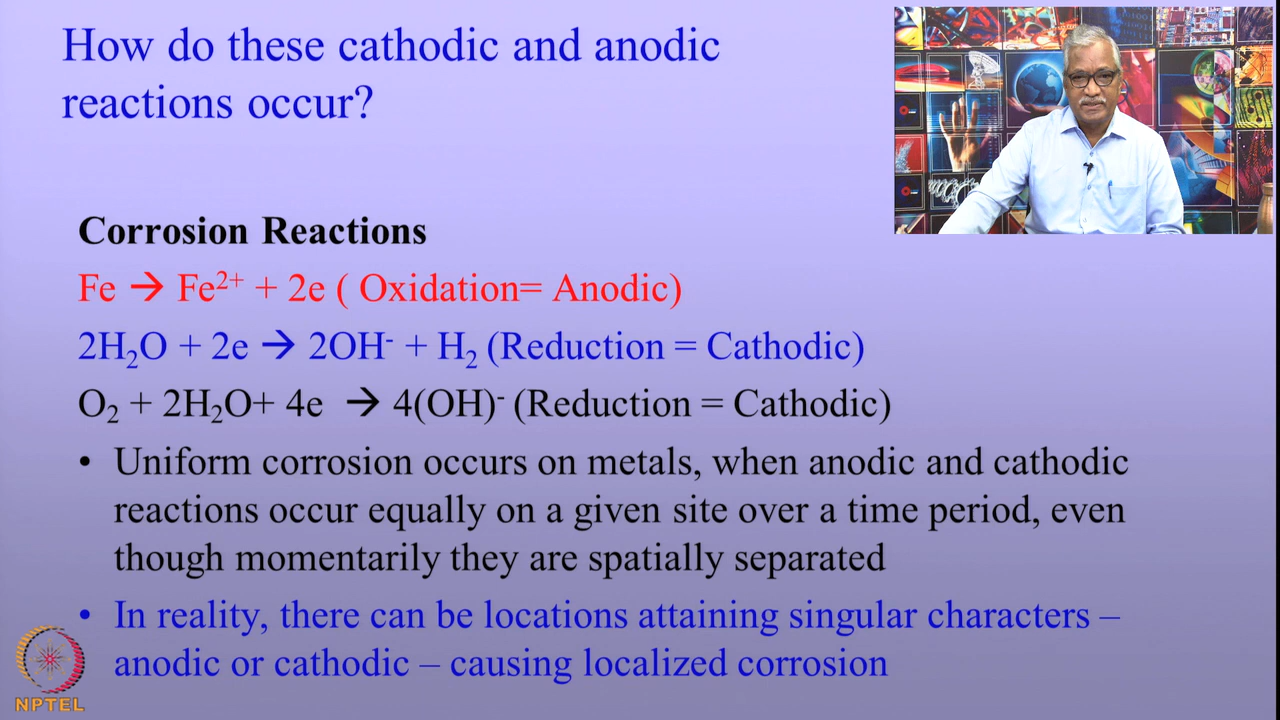 How do these cathodic and anodic
reactions occur?
Corrosion Reactions
Fe → Fe²⁺ + 2e ( Oxidation= Anodic)
2H₂O + 2e → 2OH⁻ + H₂ (Reduction = Cathodic)
O₂ + 2H₂O+ 4e → 4(OH)⁻ (Reduction = Cathodic)
• Uniform corrosion occurs on metals, when anodic and cathodic
reactions occur equally on a given site over a time period, even
though momentarily they are spatially separated
• In reality, there can be locations attaining singular characters –
anodic or cathodic – causing localized corrosion
NPTEL